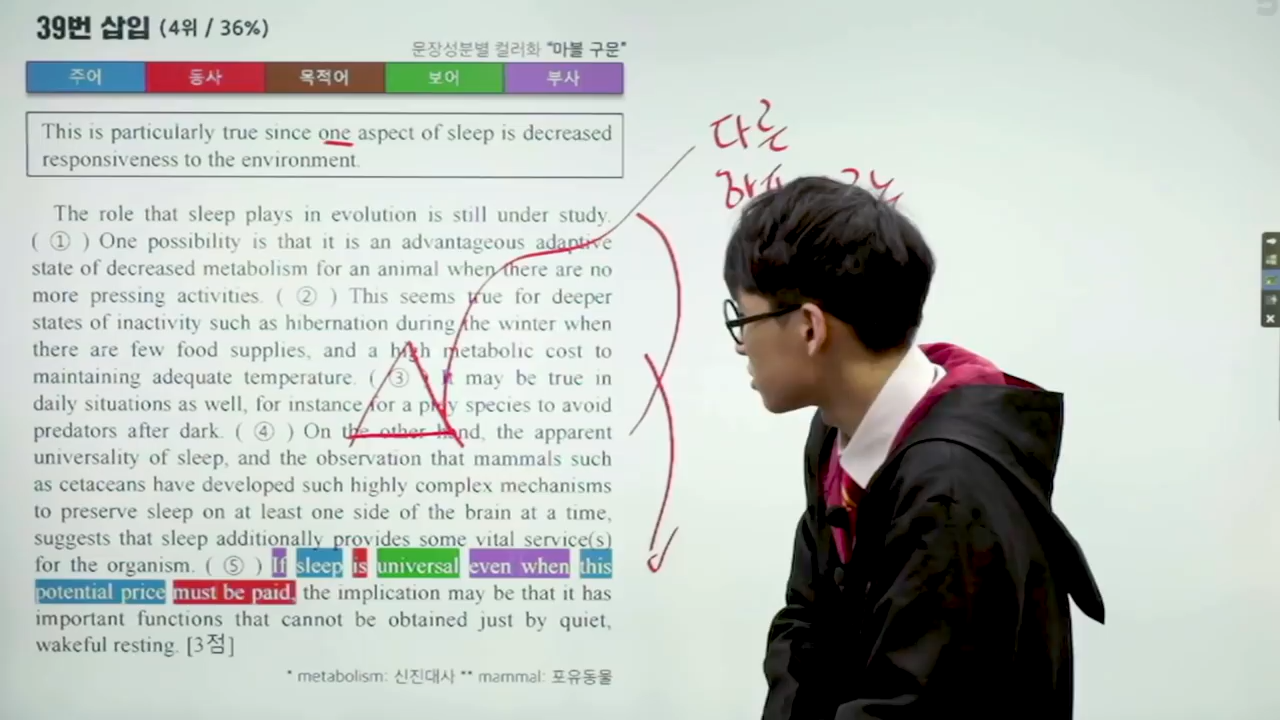 39번 삽입 (4위 / 36%)
문장성분별 컬러화 "마볼 구문"
주어 동사 목적어 보어 부사
This is particularly true since one aspect of sleep is decreased
responsiveness to the environment.
The role that sleep plays in evolution is still under study.
( ① ) One possibility is that it is an advantageous adaptive
state of decreased metabolism for an animal when there are no
more pressing activities. ( ② ) This seems true for deeper
states of inactivity such as hibernation during the winter when
there are few food supplies, and a high metabolic cost to
maintaining adequate temperature. ( ③ ) It may be true in
daily situations as well, for instance for a prey species to avoid
predators after dark. ( ④ ) On the other hand, the apparent
universality of sleep, and the observation that mammals such
as cetaceans have developed such highly complex mechanisms
to preserve sleep on at least one side of the brain at a time,
suggests that sleep additionally provides some vital service(s)
for the organism. ( ⑤ ) If sleep is universal even when this
potential price must be paid, the implication may be that it has
important functions that cannot be obtained just by quiet,
wakeful resting. [3점]
* metabolism: 신진대사 ** mammal: 포유동물
다른